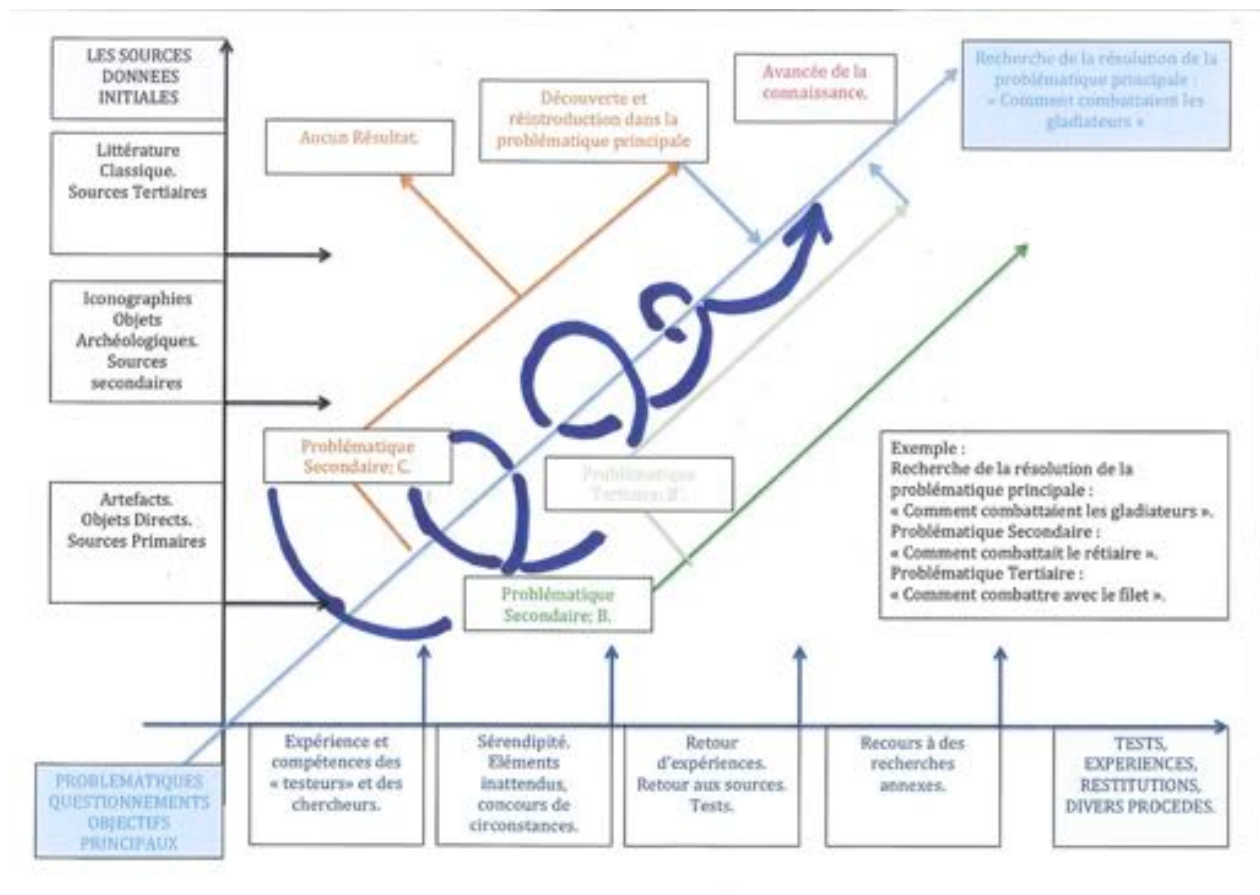 LES SOURCES
DONNEES
INITIALES
Littérature
Classique.
Sources Tertiaires
Iconographies
Objets
Archéologiques.
Sources
secondaires
Artefacts.
Objets Directs.
Sources Primaires
PROBLEMATIQUES
QUESTIONNEMENTS
OBJECTIFS
PRINCIPAUX
Aucun Résultat.
Découverte et
réintroduction dans la
problématique principale
Avancée de la
connaissance.
Recherche de la résolution de la
problématique principale :
« Comment combattaient les
gladiateurs »
Problématique
Secondaire; C.
Problématique
Tertiaire; B'.
Problématique
Secondaire; B.
Exemple :
Recherche de la résolution de la
problématique principale :
« Comment combattaient les gladiateurs ».
Problématique Secondaire :
« Comment combattait le rétiaire ».
Problématique Tertiaire :
« Comment combattre avec le filet ».
Expérience et
compétences des
« testeurs» et des
chercheurs.
Sérendipité.
Eléments
inattendus,
concours de
circonstances.
Retour
d'expériences.
Retour aux sources.
Tests.
Recours à des
recherches
annexes.
TESTS,
EXPERIENCES,
RESTITUTIONS,
DIVERS PROCEDES.